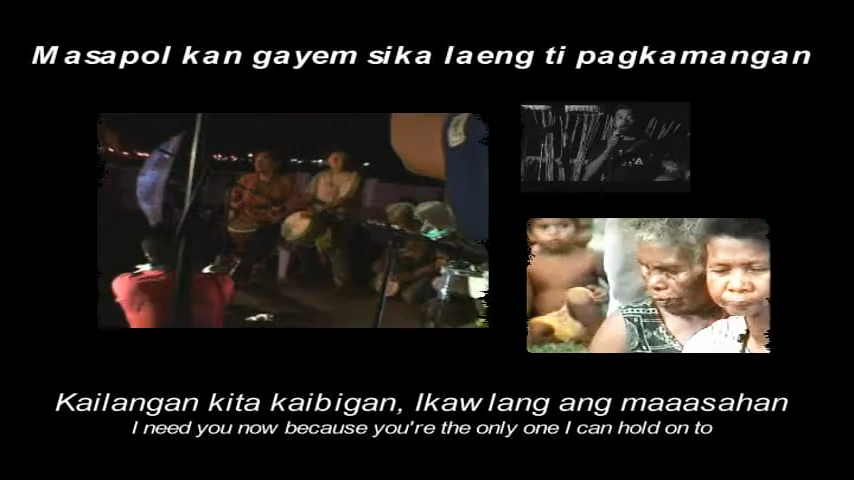 Masapol kan gayem sika laeng ti pagkamangan
Kailangan kita kaibigan, Ikaw lang ang maaasahan
I need you now because you're the only one I can hold on to